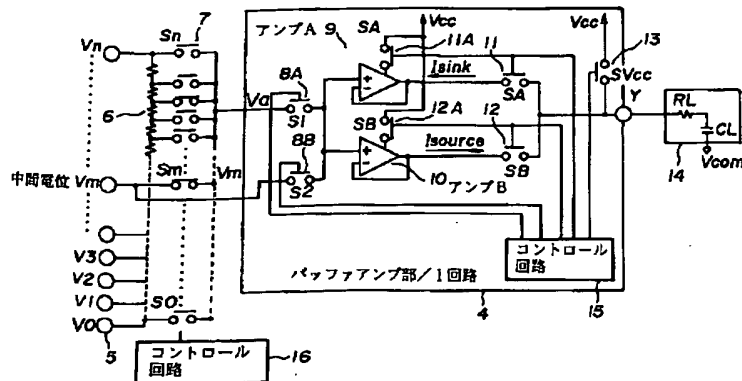 Vn
Sn
7
アンプA 9
SA
Vcc
11A
11
Vcc
13
SVcc
Y
8A
Isink
SA
6
Va
S1
12A
SB
12
RL
CL
8B
Isource
SB
14
Vcom
Sm
Vm
S2
10 アンプB
中間電位 Vm
V3
V2
V1
V0
S0
5
コントロール
回路
15
バッファアンプ部/1回路
4
コントロール
回路
16